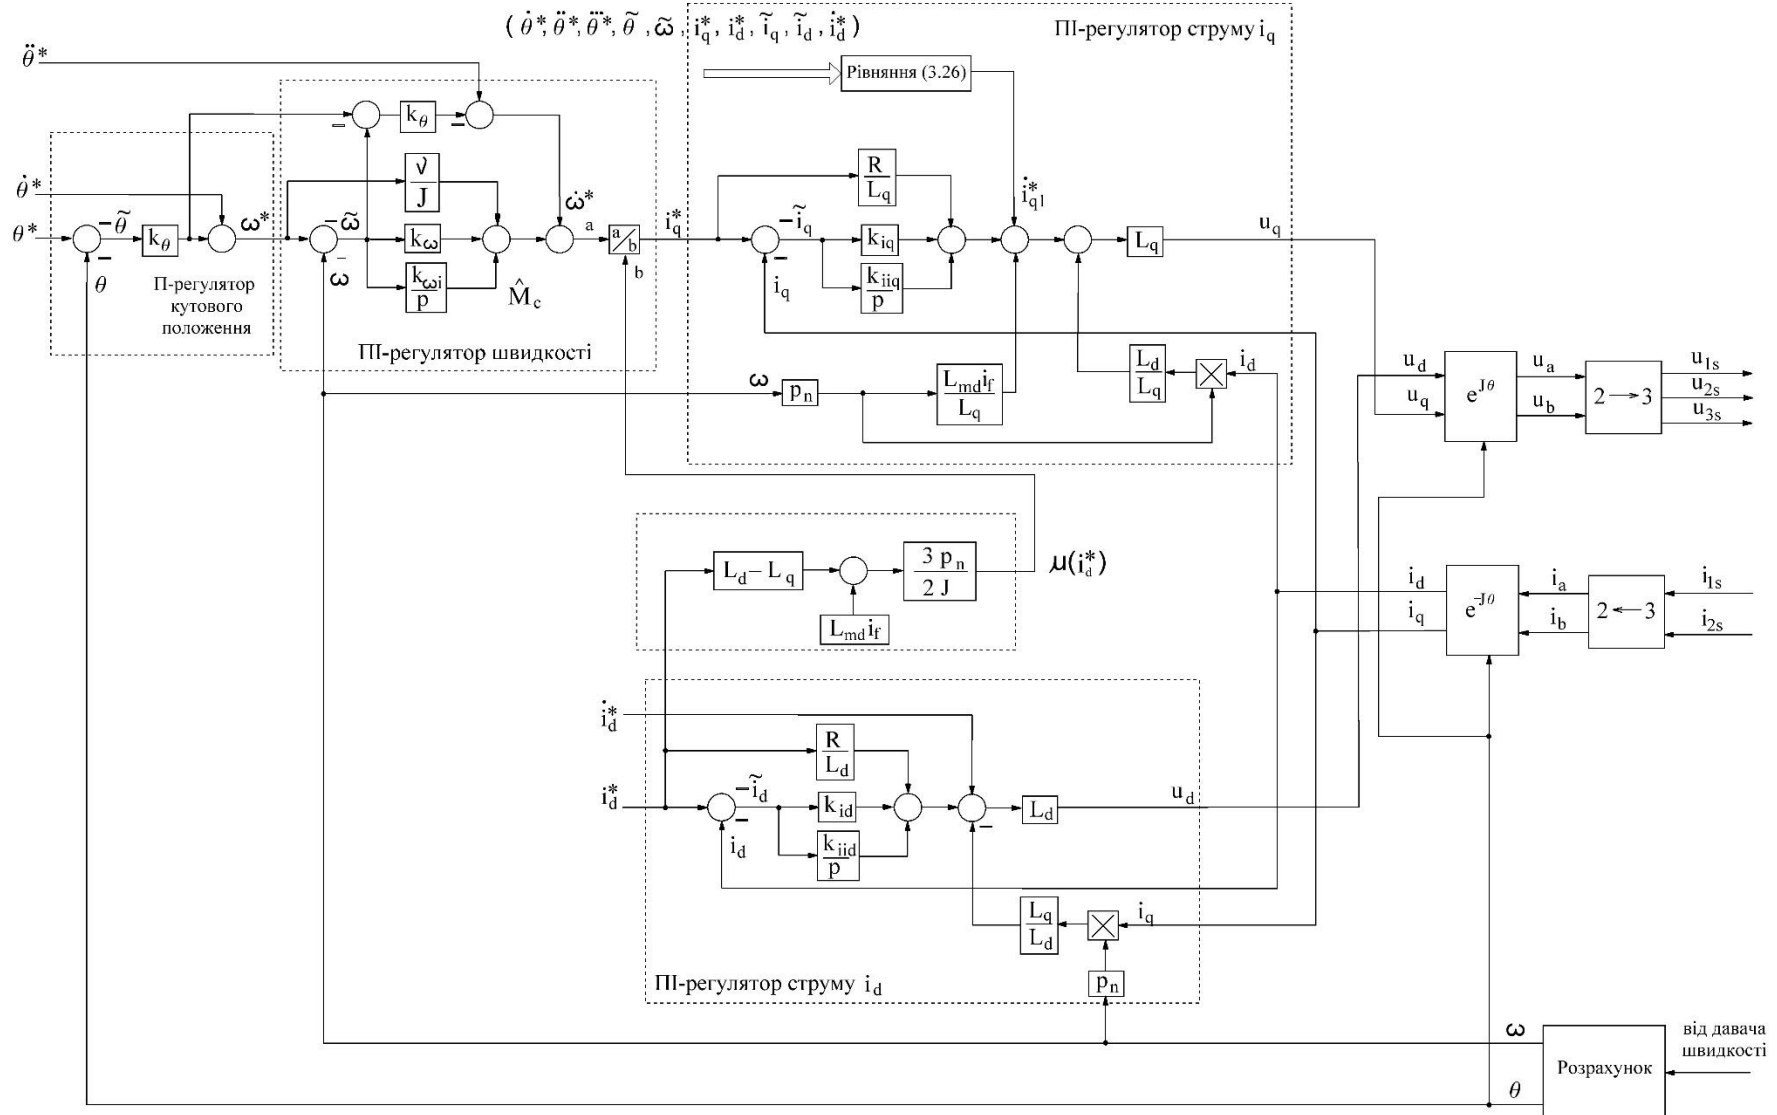 (θ̇*, θ̈*, θ⃛*, θ̃, ω̃, i*q, i*d, ĩq, ĩd, i̇*d)
ПІ-регулятор струму iq
θ̈*
Рівняння (3.26)
kθ
−
−
ν/J
R/Lq
θ̇*
ω̇*
i̇*q1
θ*
−θ̃
kθ
ω*
−ω̃
kω
a
a/b
i*q
−ĩq
kiq
Lq
uq
−
θ
−
ω
kωi/p
M̂c
b
−
iq
kiiq/p
П-регулятор
кутового
положення
ПІ-регулятор швидкості
ω
pn
Lmd if/Lq
Ld/Lq
id
ud
uq
e^Jθ
ua
ub
2→3
u1s
u2s
u3s
Ld−Lq
3 pn/2 J
μ(i*d)
Lmd if
id
iq
e^-Jθ
ia
ib
2←3
i1s
i2s
i̇*d
R/Ld
i*d
−ĩd
kid
Ld
ud
−
id
kiid/p
−
Lq/Ld
iq
ПІ-регулятор струму id
pn
ω
від давача
швидкості
Розрахунок
θ